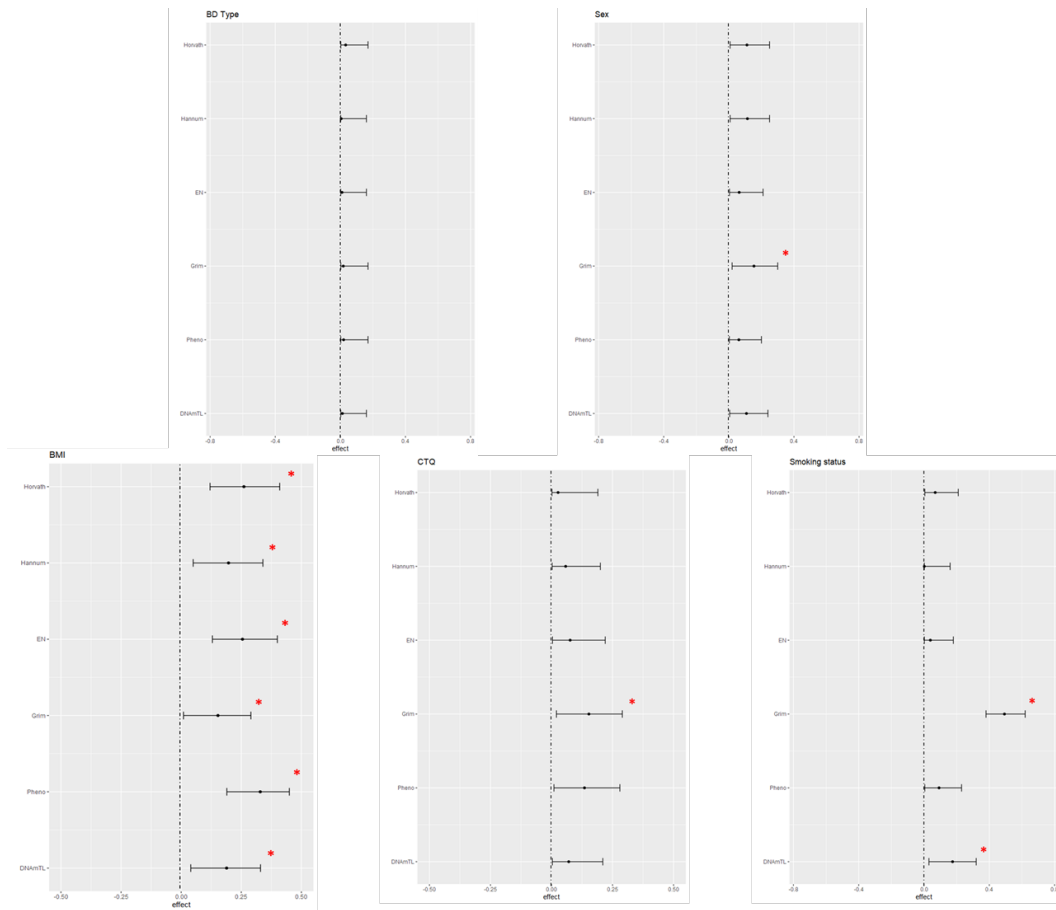 BD Type
Horvath
Hannum
EN
Grim
Pheno
DNAmTL
-0.8 -0.4 0.0 0.4 0.8
effect
Sex
Horvath
Hannum
EN
Grim
*
Pheno
DNAmTL
-0.8 -0.4 0.0 0.4 0.8
effect
BMI
Horvath
*
Hannum
*
EN
*
Grim
*
Pheno
*
DNAmTL
*
-0.50 -0.25 0.00 0.25 0.50
effect
CTQ
Horvath
Hannum
EN
Grim
*
Pheno
DNAmTL
-0.50 -0.25 0.00 0.25 0.50
effect
Smoking status
Horvath
Hannum
EN
Grim
*
Pheno
DNAmTL
*
-0.8 -0.4 0.0 0.4 0.8
effect